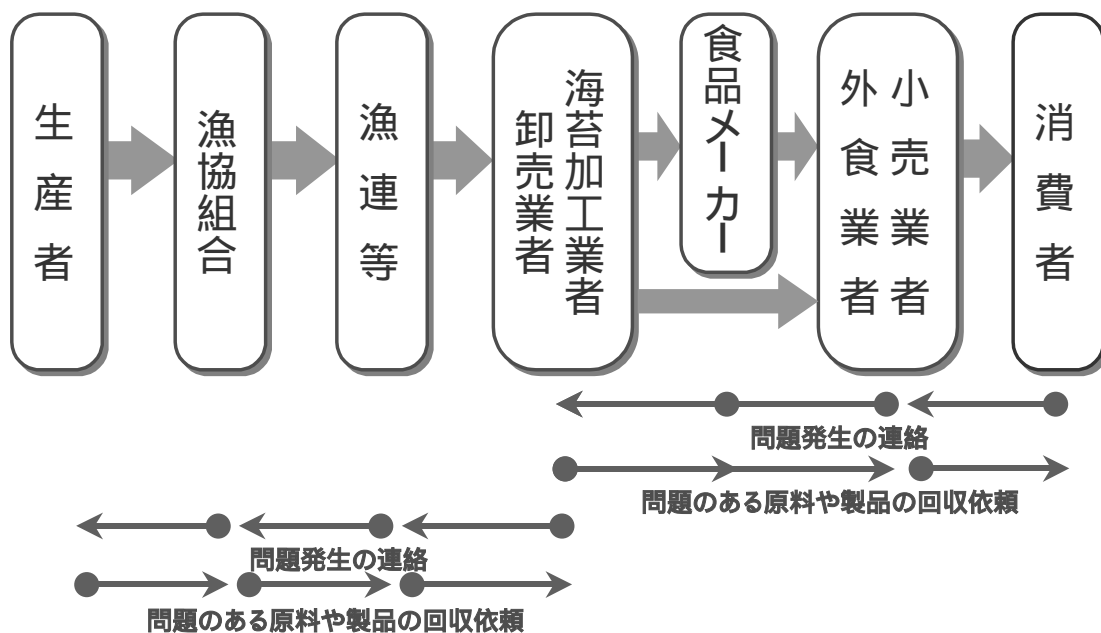 生産者
漁協組合
漁連等
海苔加工業者
卸売業者
食品メーカー
小売業者
外食業者
消費者
問題発生の連絡
問題のある原料や製品の回収依頼
問題発生の連絡
問題のある原料や製品の回収依頼